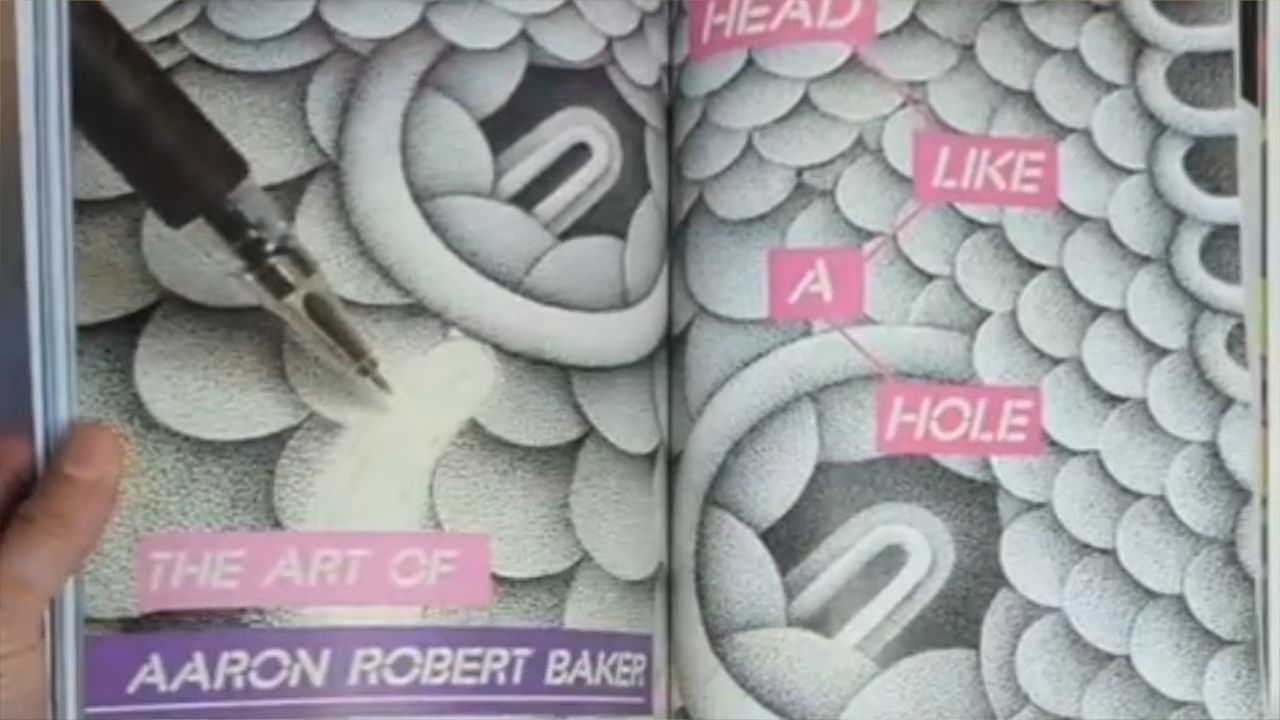 THE ART OF
AARON ROBERT BAKER
HEAD
LIKE
A
HOLE